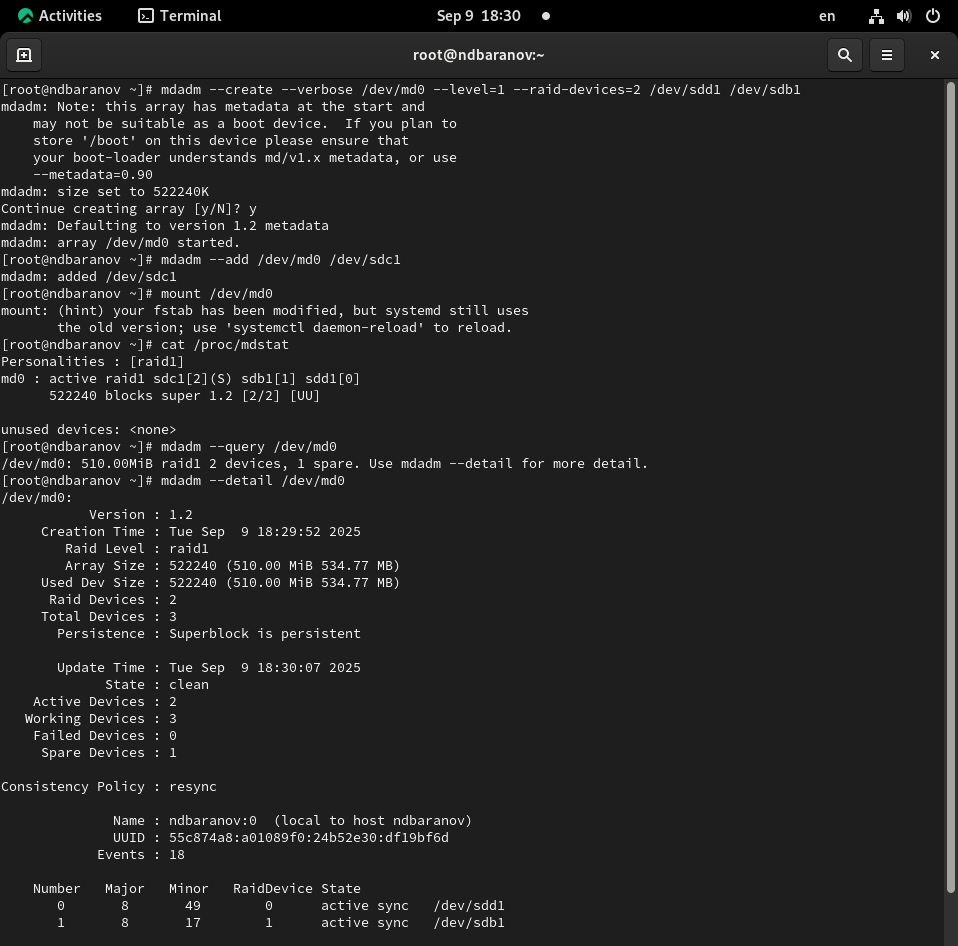 Activities Terminal Sep 9 18:30 en
root@ndbaranov:~
[root@ndbaranov ~]# mdadm --create --verbose /dev/md0 --level=1 --raid-devices=2 /dev/sdd1 /dev/sdb1
mdadm: Note: this array has metadata at the start and
    may not be suitable as a boot device.  If you plan to
    store '/boot' on this device please ensure that
    your boot-loader understands md/v1.x metadata, or use
    --metadata=0.90
mdadm: size set to 522240K
Continue creating array [y/N]? y
mdadm: Defaulting to version 1.2 metadata
mdadm: array /dev/md0 started.
[root@ndbaranov ~]# mdadm --add /dev/md0 /dev/sdc1
mdadm: added /dev/sdc1
[root@ndbaranov ~]# mount /dev/md0
mount: (hint) your fstab has been modified, but systemd still uses
       the old version; use 'systemctl daemon-reload' to reload.
[root@ndbaranov ~]# cat /proc/mdstat
Personalities : [raid1]
md0 : active raid1 sdc1[2](S) sdb1[1] sdd1[0]
      522240 blocks super 1.2 [2/2] [UU]
unused devices: <none>
[root@ndbaranov ~]# mdadm --query /dev/md0
/dev/md0: 510.00MiB raid1 2 devices, 1 spare. Use mdadm --detail for more detail.
[root@ndbaranov ~]# mdadm --detail /dev/md0
/dev/md0:
           Version : 1.2
     Creation Time : Tue Sep  9 18:29:52 2025
        Raid Level : raid1
        Array Size : 522240 (510.00 MiB 534.77 MB)
     Used Dev Size : 522240 (510.00 MiB 534.77 MB)
      Raid Devices : 2
     Total Devices : 3
       Persistence : Superblock is persistent
       Update Time : Tue Sep  9 18:30:07 2025
             State : clean
    Active Devices : 2
   Working Devices : 3
    Failed Devices : 0
     Spare Devices : 1
Consistency Policy : resync
              Name : ndbaranov:0  (local to host ndbaranov)
              UUID : 55c874a8:a01089f0:24b52e30:df19bf6d
            Events : 18
    Number   Major   Minor   RaidDevice State
       0       8       49        0      active sync   /dev/sdd1
       1       8       17        1      active sync   /dev/sdb1